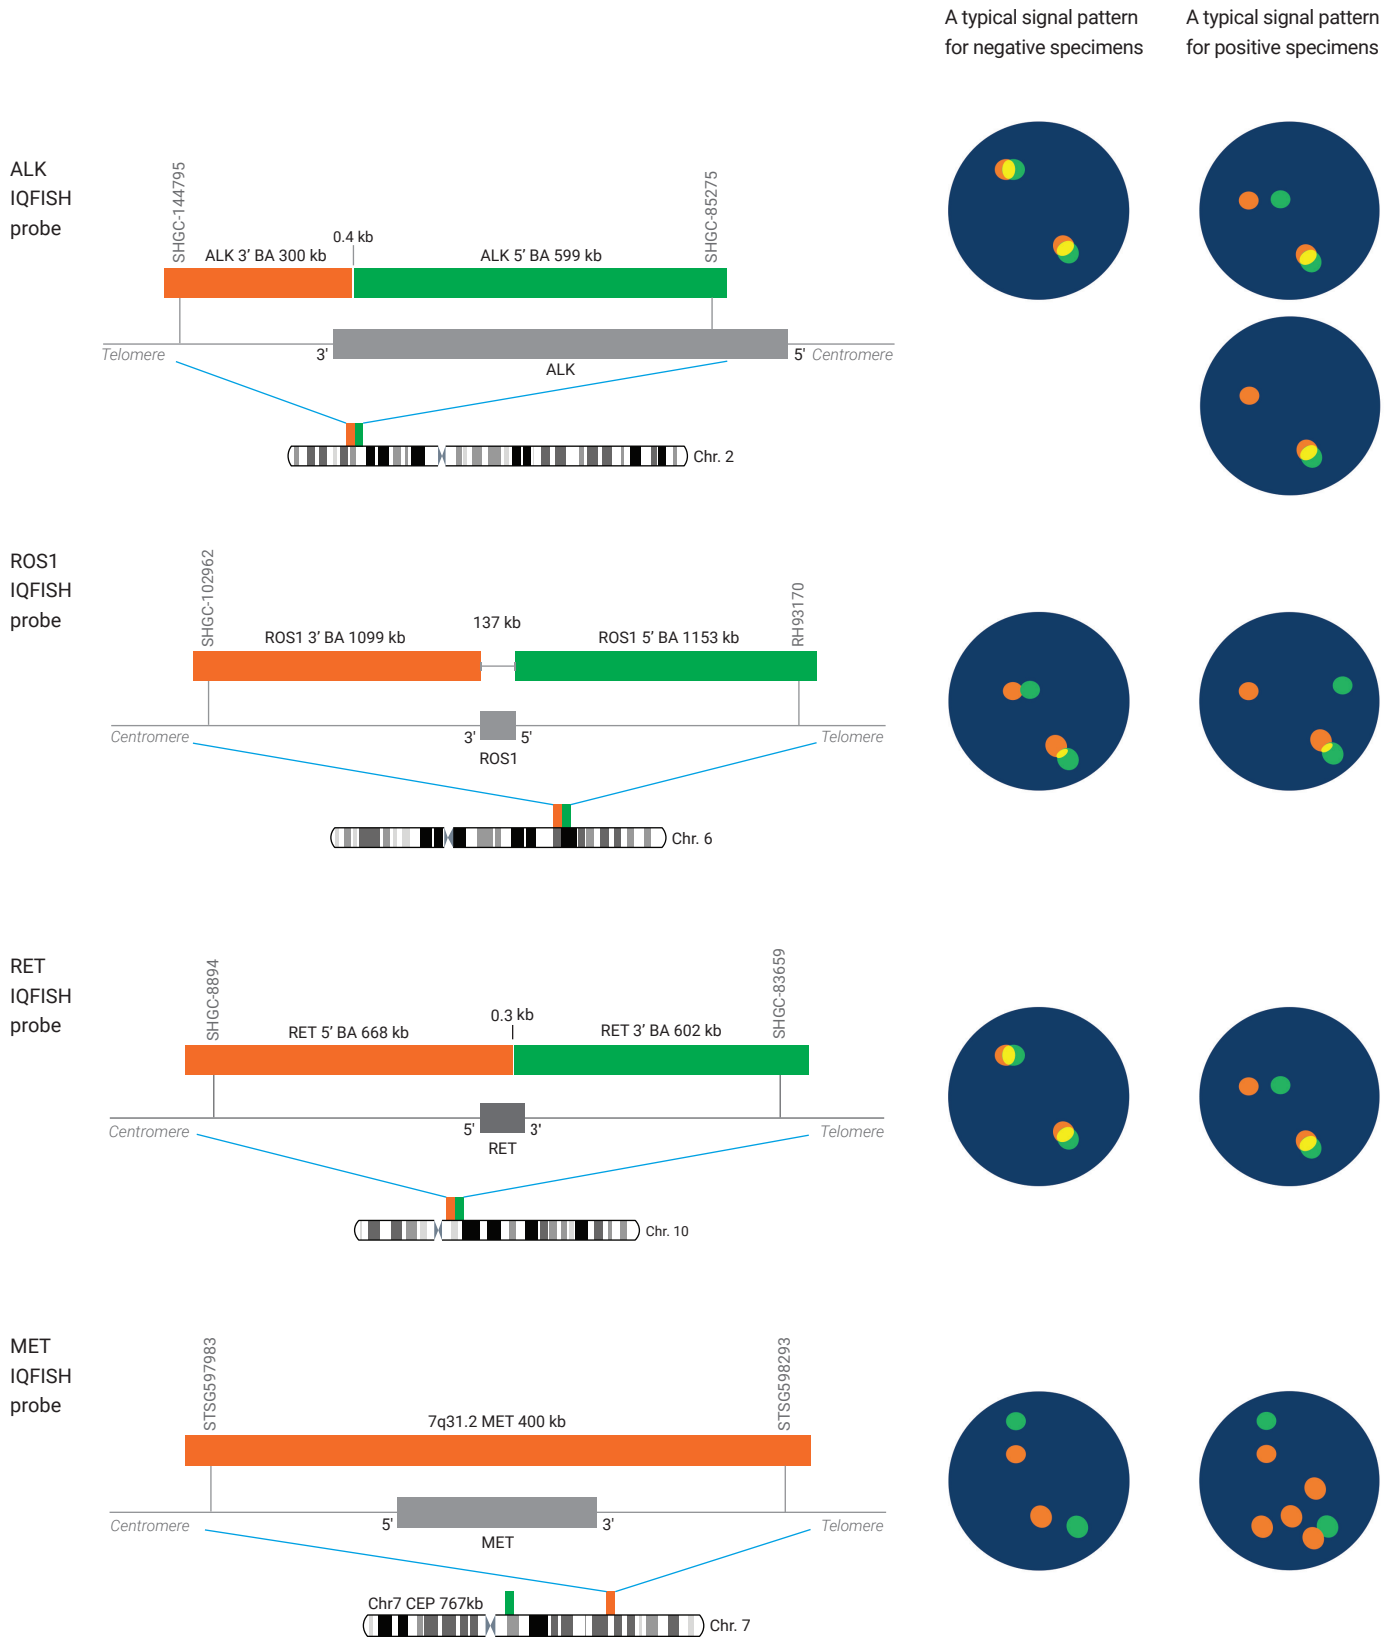 A typical signal pattern
for negative specimens
A typical signal pattern
for positive specimens
ALK
IQFISH
probe
SHGC-144795
SHGC-85275
0.4 kb
ALK 3’ BA 300 kb
ALK 5’ BA 599 kb
Telomere
3'
5'
Centromere
ALK
Chr. 2
ROS1
IQFISH
probe
SHGC-102962
RH93170
137 kb
ROS1 3’ BA 1099 kb
ROS1 5’ BA 1153 kb
Centromere
3'
5'
Telomere
ROS1
Chr. 6
RET
IQFISH
probe
SHGC-8894
SHGC-83659
0.3 kb
RET 5’ BA 668 kb
RET 3’ BA 602 kb
Centromere
5'
3'
Telomere
RET
Chr. 10
MET
IQFISH
probe
STSG597983
STSG598293
7q31.2 MET 400 kb
Centromere
5'
3'
Telomere
MET
Chr7 CEP 767kb
Chr. 7